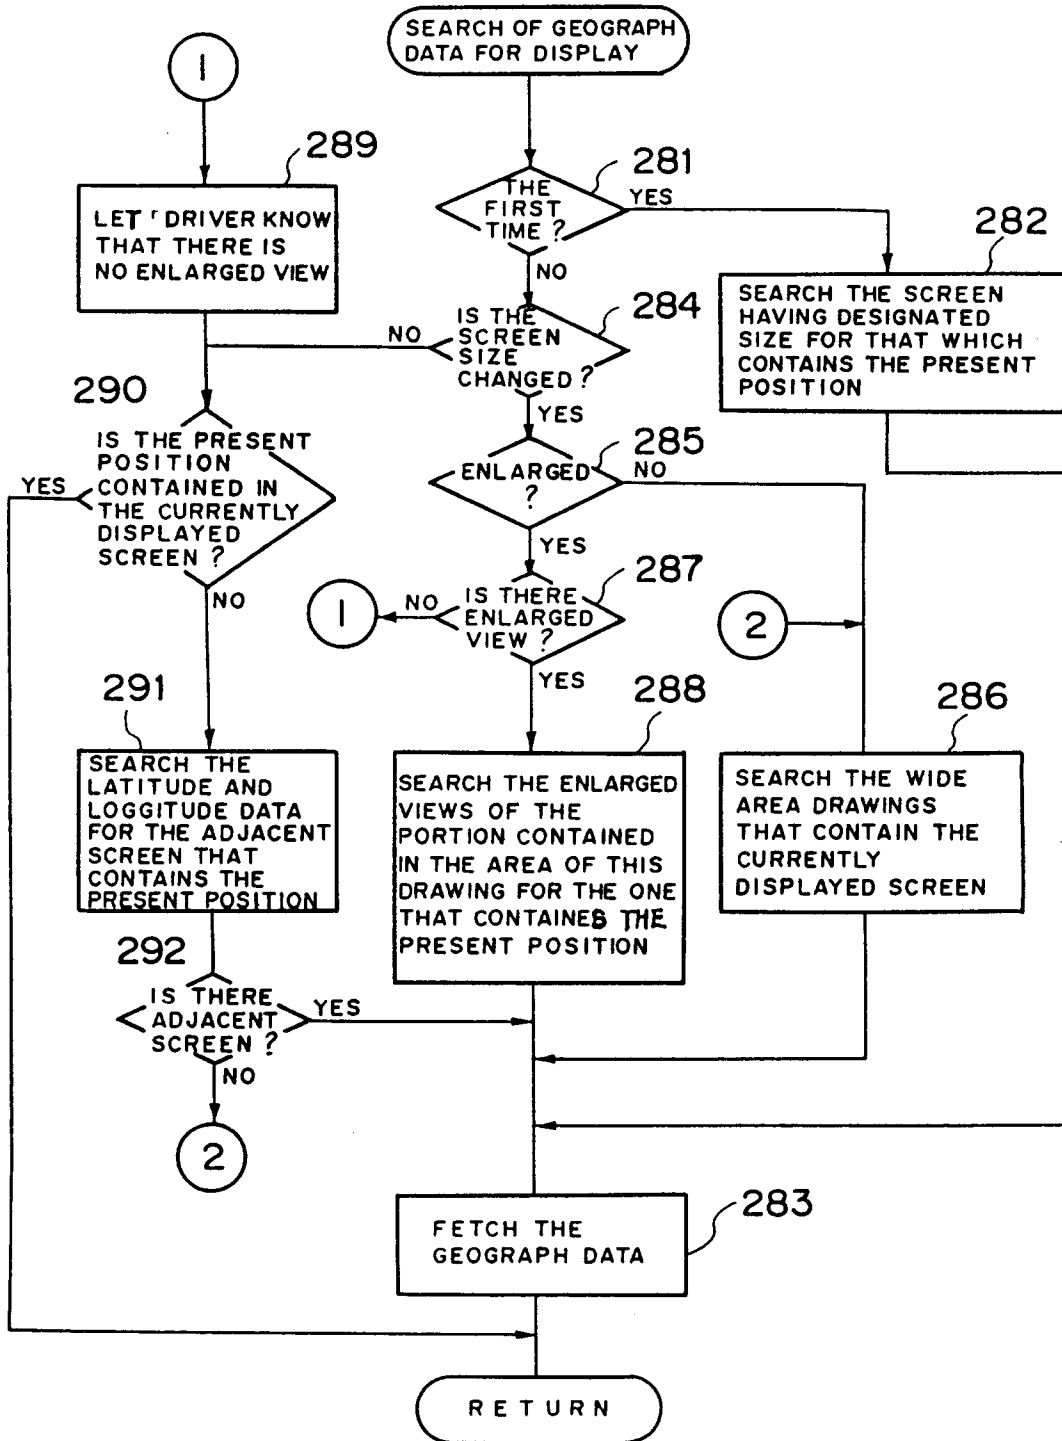 SEARCH OF GEOGRAPH
DATA FOR DISPLAY
1
289
LET DRIVER KNOW
THAT THERE IS
NO ENLARGED VIEW
281
THE
FIRST
TIME ?
YES
NO
282
SEARCH THE SCREEN
HAVING DESIGNATED
SIZE FOR THAT WHICH
CONTAINS THE PRESENT
POSITION
284
IS THE
SCREEN
SIZE
CHANGED ?
NO
YES
290
IS THE PRESENT
POSITION
CONTAINED IN
THE CURRENTLY
DISPLAYED
SCREEN ?
YES
NO
285
ENLARGED
?
NO
YES
287
IS THERE
ENLARGED
VIEW ?
NO
1
YES
2
291
SEARCH THE
LATITUDE AND
LOGGITUDE DATA
FOR THE ADJACENT
SCREEN THAT
CONTAINS THE
PRESENT POSITION
288
SEARCH THE ENLARGED
VIEWS OF THE
PORTION CONTAINED
IN THE AREA OF THIS
DRAWING FOR THE ONE
THAT CONTAINES THE
PRESENT POSITION
286
SEARCH THE WIDE
AREA DRAWINGS
THAT CONTAIN THE
CURRENTLY
DISPLAYED SCREEN
292
IS THERE
ADJACENT
SCREEN ?
YES
NO
2
283
FETCH THE
GEOGRAPH DATA
RETURN